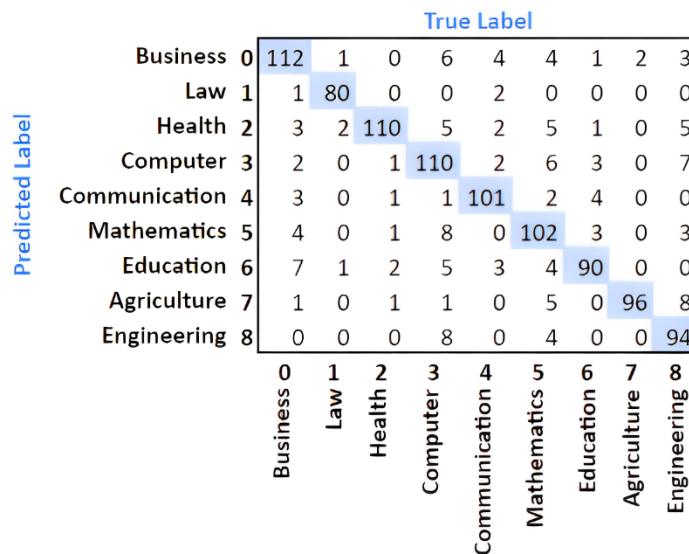 True Label
Predicted Label
Business 0 112 1 0 6 4 4 1 2 3
Law 1 1 80 0 0 2 0 0 0 0
Health 2 3 2 110 5 2 5 1 0 5
Computer 3 2 0 1 110 2 6 3 0 7
Communication 4 3 0 1 1 101 2 4 0 0
Mathematics 5 4 0 1 8 0 102 3 0 3
Education 6 7 1 2 5 3 4 90 0 0
Agriculture 7 1 0 1 1 0 5 0 96 8
Engineering 8 0 0 0 8 0 4 0 0 94
0 1 2 3 4 5 6 7 8
Business
Law
Health
Computer
Communication
Mathematics
Education
Agriculture
Engineering